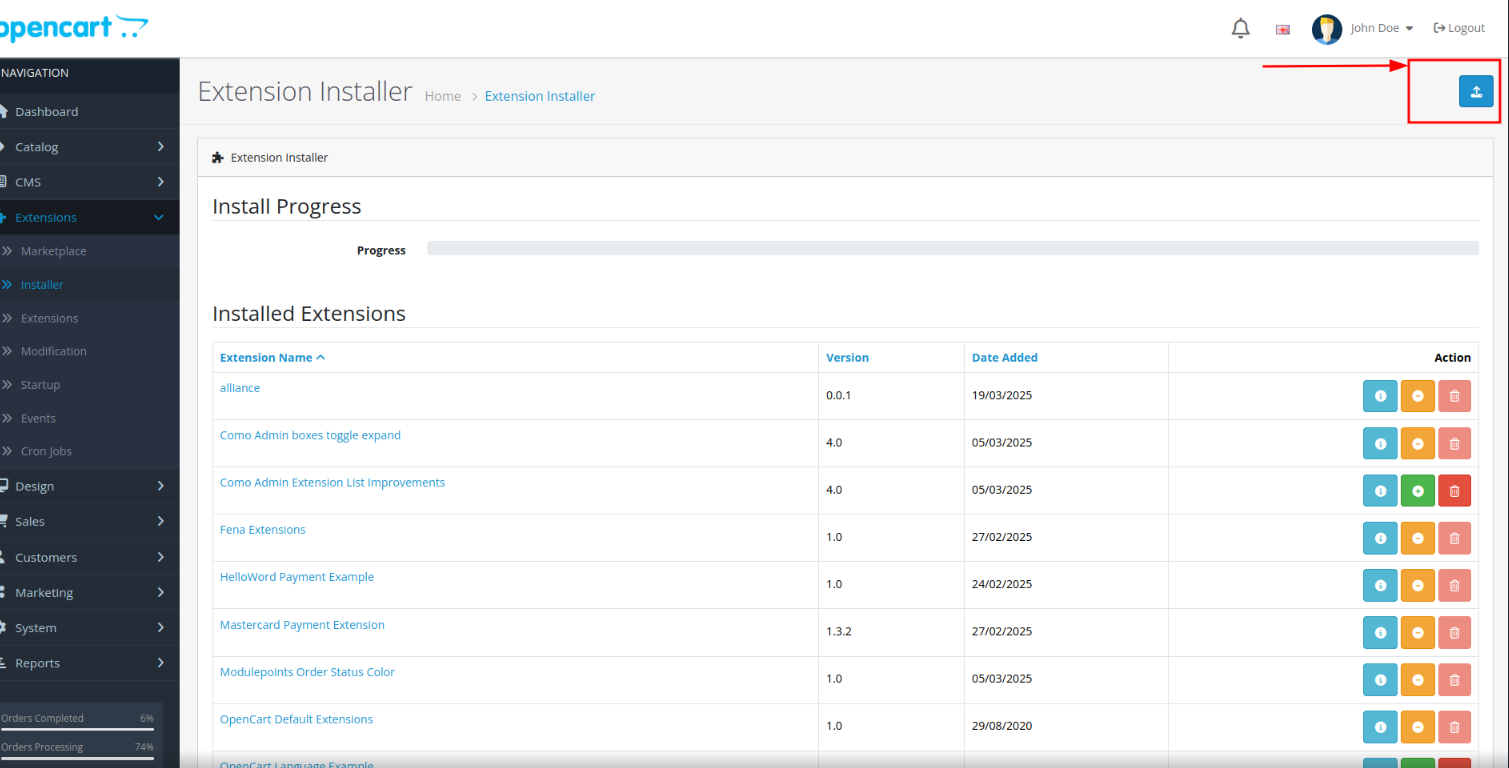 opencart
John Doe
Logout
NAVIGATION
Dashboard
Catalog
CMS
Extensions
Marketplace
Installer
Extensions
Modification
Startup
Events
Cron Jobs
Design
Sales
Customers
Marketing
System
Reports
Orders Completed 6%
Orders Processing 74%
Extension Installer Home > Extension Installer
Extension Installer
Install Progress
Progress
Installed Extensions
Extension Name Version Date Added Action
alliance 0.0.1 19/03/2025
Como Admin boxes toggle expand 4.0 05/03/2025
Como Admin Extension List Improvements 4.0 05/03/2025
Fena Extensions 1.0 27/02/2025
HelloWord Payment Example 1.0 24/02/2025
Mastercard Payment Extension 1.3.2 27/02/2025
Modulepoints Order Status Color 1.0 05/03/2025
OpenCart Default Extensions 1.0 29/08/2020
OpenCart Language Example